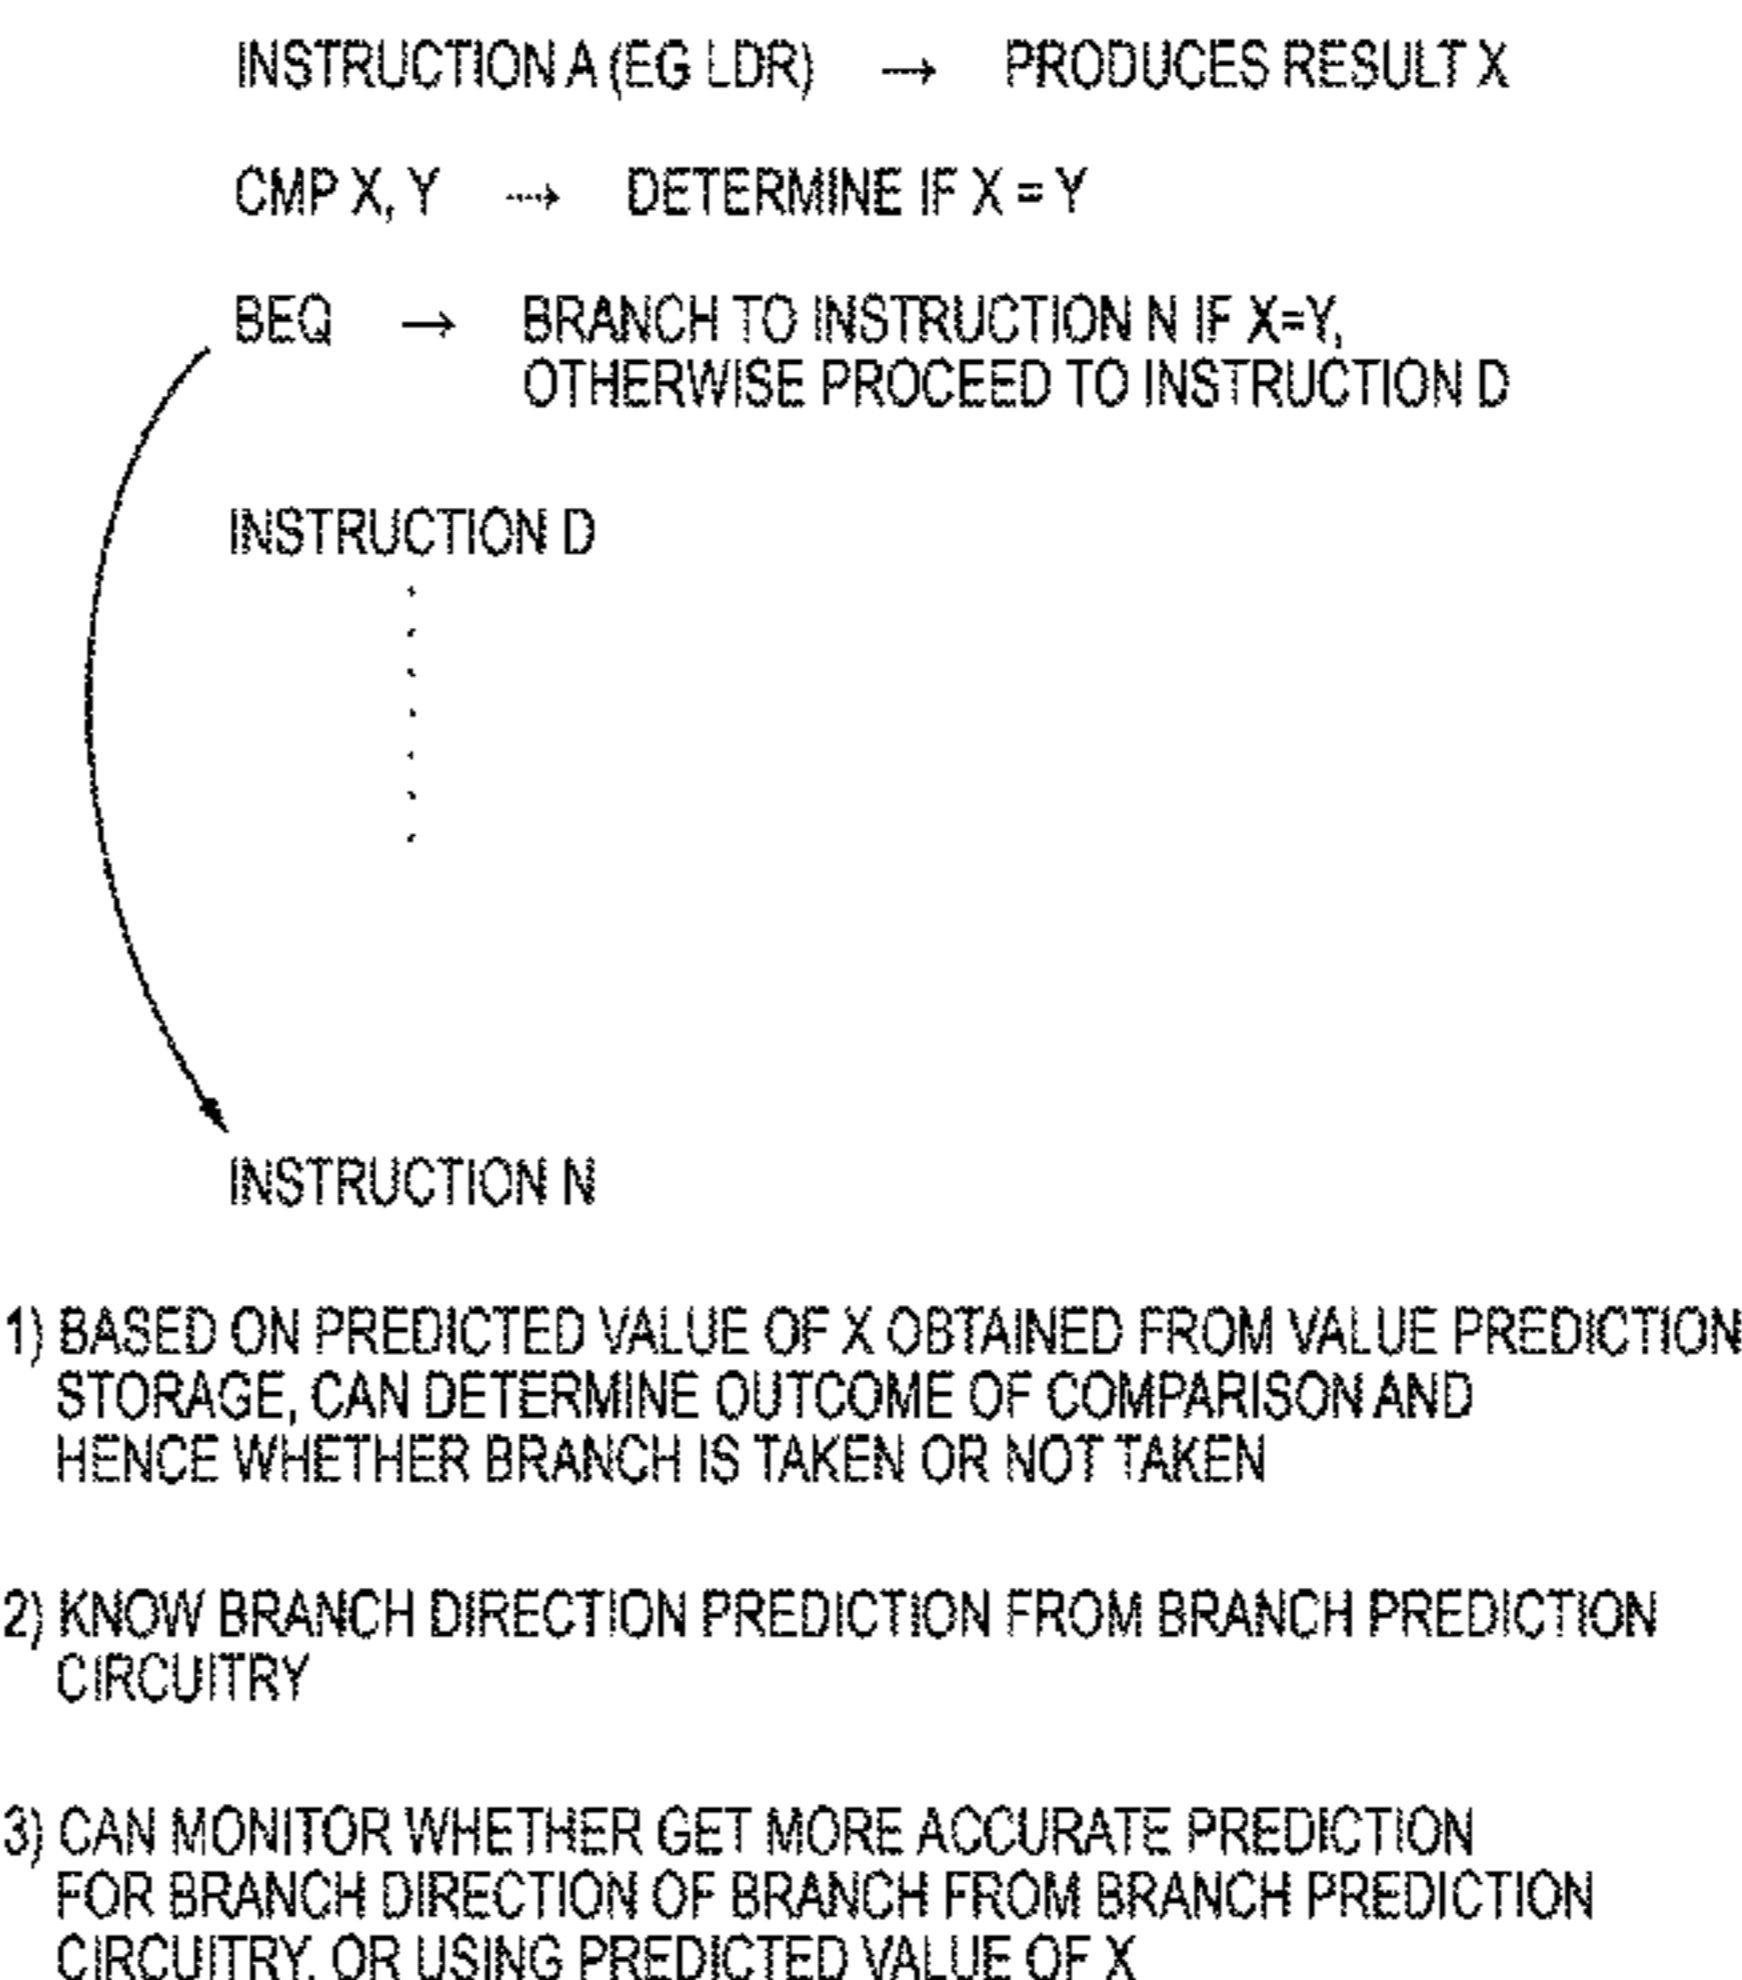 INSTRUCTION A (EG LDR) → PRODUCES RESULT X
CMP X, Y → DETERMINE IF X = Y
BEQ → BRANCH TO INSTRUCTION N IF X=Y,
OTHERWISE PROCEED TO INSTRUCTION D
INSTRUCTION D
INSTRUCTION N
1) BASED ON PREDICTED VALUE OF X OBTAINED FROM VALUE PREDICTION
STORAGE, CAN DETERMINE OUTCOME OF COMPARISON AND
HENCE WHETHER BRANCH IS TAKEN OR NOT TAKEN
2) KNOW BRANCH DIRECTION PREDICTION FROM BRANCH PREDICTION
CIRCUITRY
3) CAN MONITOR WHETHER GET MORE ACCURATE PREDICTION
FOR BRANCH DIRECTION OF BRANCH FROM BRANCH PREDICTION
CIRCUITRY, OR USING PREDICTED VALUE OF X